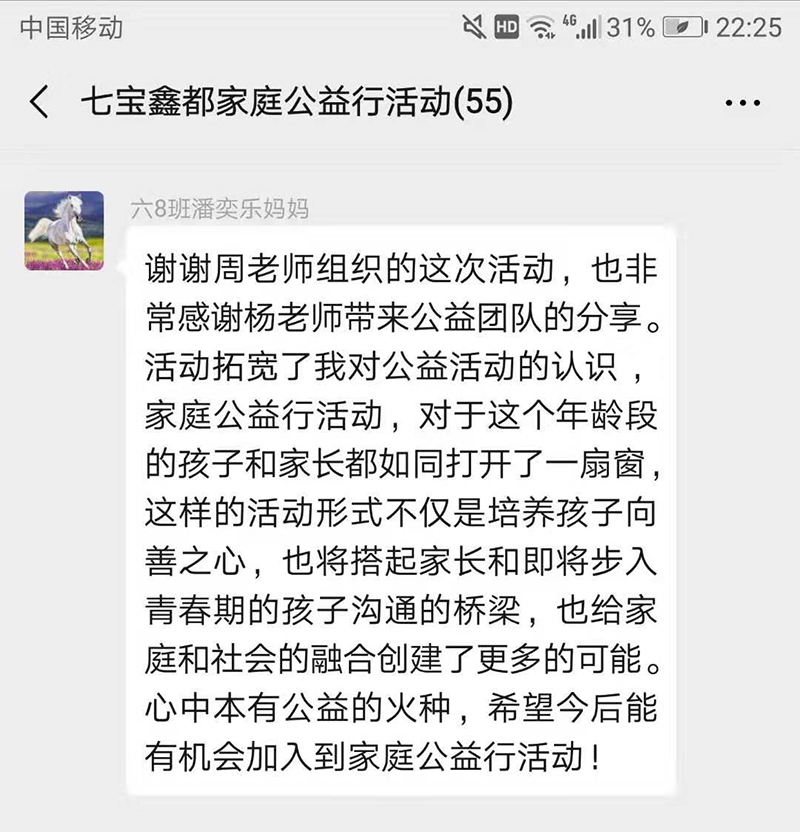 中国移动 HD 4G 31% 22:25
七宝鑫都家庭公益行活动(55)
六8班潘奕乐妈妈
谢谢周老师组织的这次活动，也非
常感谢杨老师带来公益团队的分享。
活动拓宽了我对公益活动的认识，
家庭公益行活动，对于这个年龄段
的孩子和家长都如同打开了一扇窗，
这样的活动形式不仅是培养孩子向
善之心，也将搭起家长和即将步入
青春期的孩子沟通的桥梁，也给家
庭和社会的融合创建了更多的可能。
心中本有公益的火种，希望今后能
有机会加入到家庭公益行活动！